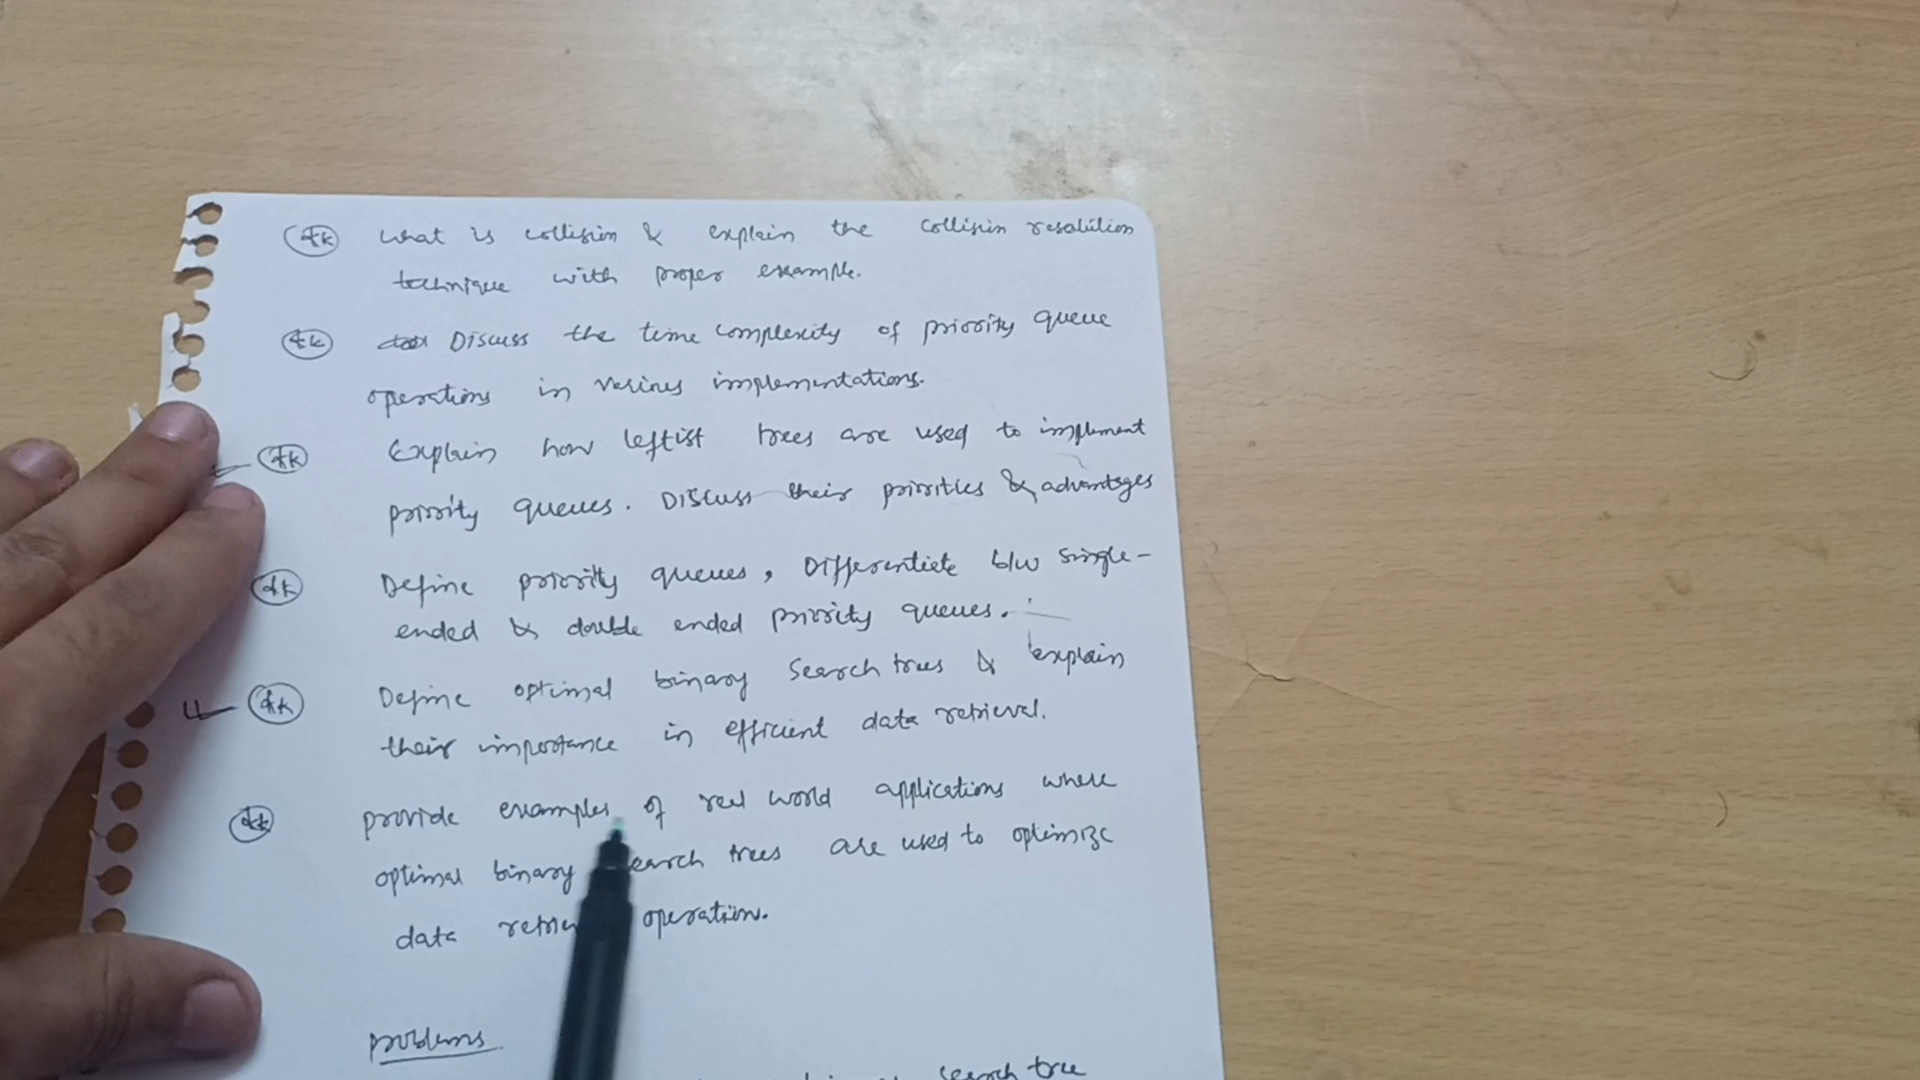 what is collision & explain the collision resolution
technique with proper example.
Discuss the time complexity of priority queue
operations in various implementations.
Explain how leftist trees are used to implement
priority queues. Discuss their priorities & advantages
Define priority queues, Differentiate b/w single-
ended & double ended priority queues.
Define optimal binary search trees & explain
their importance in efficient data retrieval.
provide examples of real world applications where
optimal binary search trees are used to optimize
data operation.
problems
search tree